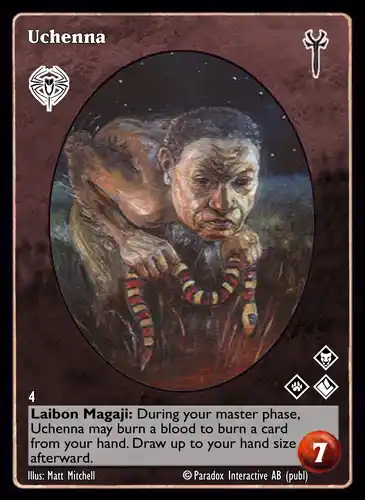 Uchenna
4
Laibon Magaji: During your master phase,
Uchenna may burn a blood to burn a card
from your hand. Draw up to your hand size
afterward.
7
Illus: Matt Mitchell © Paradox Interactive AB (publ)